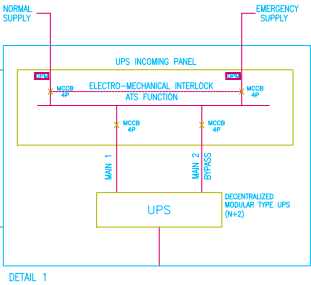 NORMAL
SUPPLY
EMERGENCY
SUPPLY
UPS INCOMING PANEL
ELECTRO-MECHANICAL INTERLOCK
ATS FUNCTION
MCCB
4P
MCCB
4P
MCCB
4P
MCCB
4P
MAIN 1
MAIN 2
BYPASS
UPS
DECENTRALIZED
MODULAR TYPE UPS
(N+2)
DETAIL 1